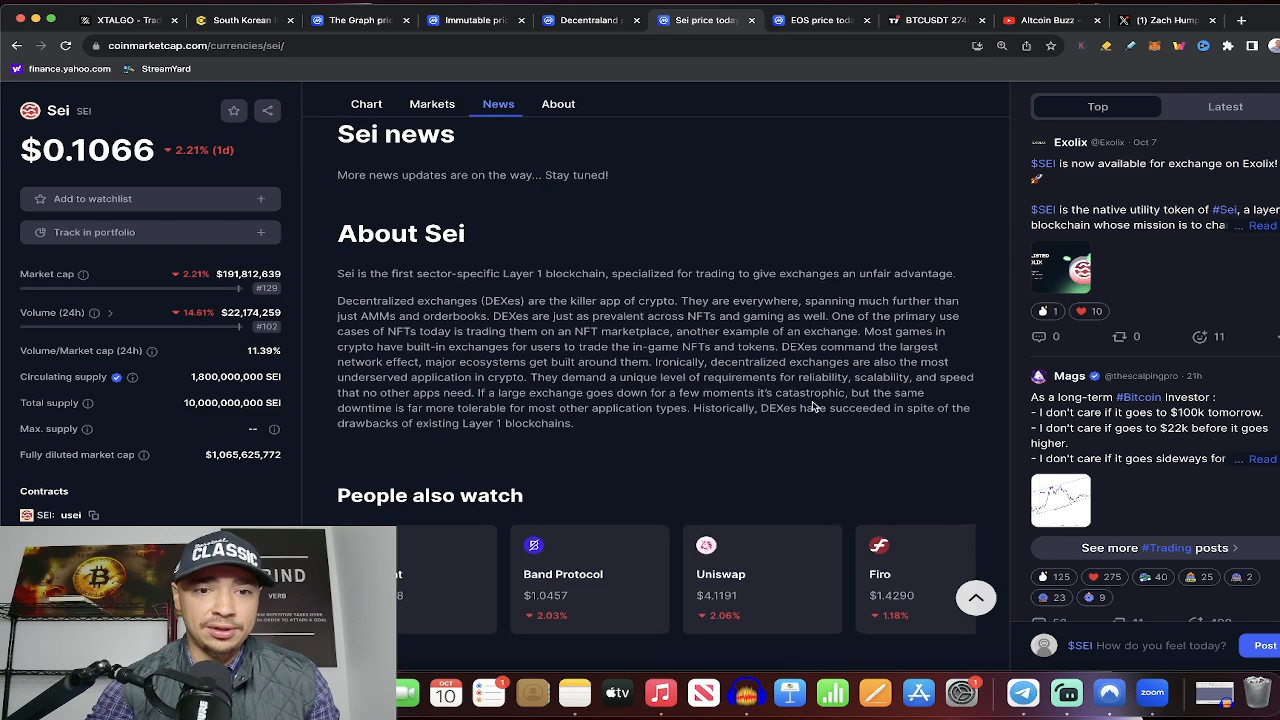 XTALGO - Trad
South Korean
The Graph price
Immutable pric
Decentraland p
Sei price today
EOS price toda
BTCUSDT 274
Altcoin Buzz -
(1) Zach Hump
coinmarketcap.com/currencies/sei/
finance.yahoo.com
StreamYard
Sei SEI
$0.1066 2.21% (1d)
Add to watchlist
Track in portfolio
Market cap 2.21% $191,812,639
#129
Volume (24h) 14.61% $22,174,259
#102
Volume/Market cap (24h) 11.39%
Circulating supply 1,800,000,000 SEI
Total supply 10,000,000,000 SEI
Max. supply --
Fully diluted market cap $1,065,625,772
Contracts
SEI: usei
Chart Markets News About
Sei news
More news updates are on the way... Stay tuned!
About Sei
Sei is the first sector-specific Layer 1 blockchain, specialized for trading to give exchanges an unfair advantage.
Decentralized exchanges (DEXes) are the killer app of crypto. They are everywhere, spanning much further than
just AMMs and orderbooks. DEXes are just as prevalent across NFTs and gaming as well. One of the primary use
cases of NFTs today is trading them on an NFT marketplace, another example of an exchange. Most games in
crypto have built-in exchanges for users to trade the in-game NFTs and tokens. DEXes command the largest
network effect, major ecosystems get built around them. Ironically, decentralized exchanges are also the most
underserved application in crypto. They demand a unique level of requirements for reliability, scalability, and speed
that no other apps need. If a large exchange goes down for a few moments it's catastrophic, but the same
downtime is far more tolerable for most other application types. Historically, DEXes have succeeded in spite of the
drawbacks of existing Layer 1 blockchains.
People also watch
Band Protocol
$1.0457
2.03%
Uniswap
$4.1191
2.06%
Firo
$1.4290
1.18%
Top Latest
Exolix @Exolix · Oct 7
$SEI is now available for exchange on Exolix!
$SEI is the native utility token of #Sei, a layer
blockchain whose mission is to cha ... Read
1 10
0 0 11
Mags @thescalpingpro · 21h
As a long-term #Bitcoin Investor :
- I don't care if it goes to $100k tomorrow.
- I don't care if it goes to $22k before it goes
higher.
- I don't care if it goes sideways for ... Read
See more #Trading posts >
125 275 40 25 2
23 9
$SEI How do you feel today?
Post
CLASSIC
VERB
OCT
10
1
tv
1
zoom